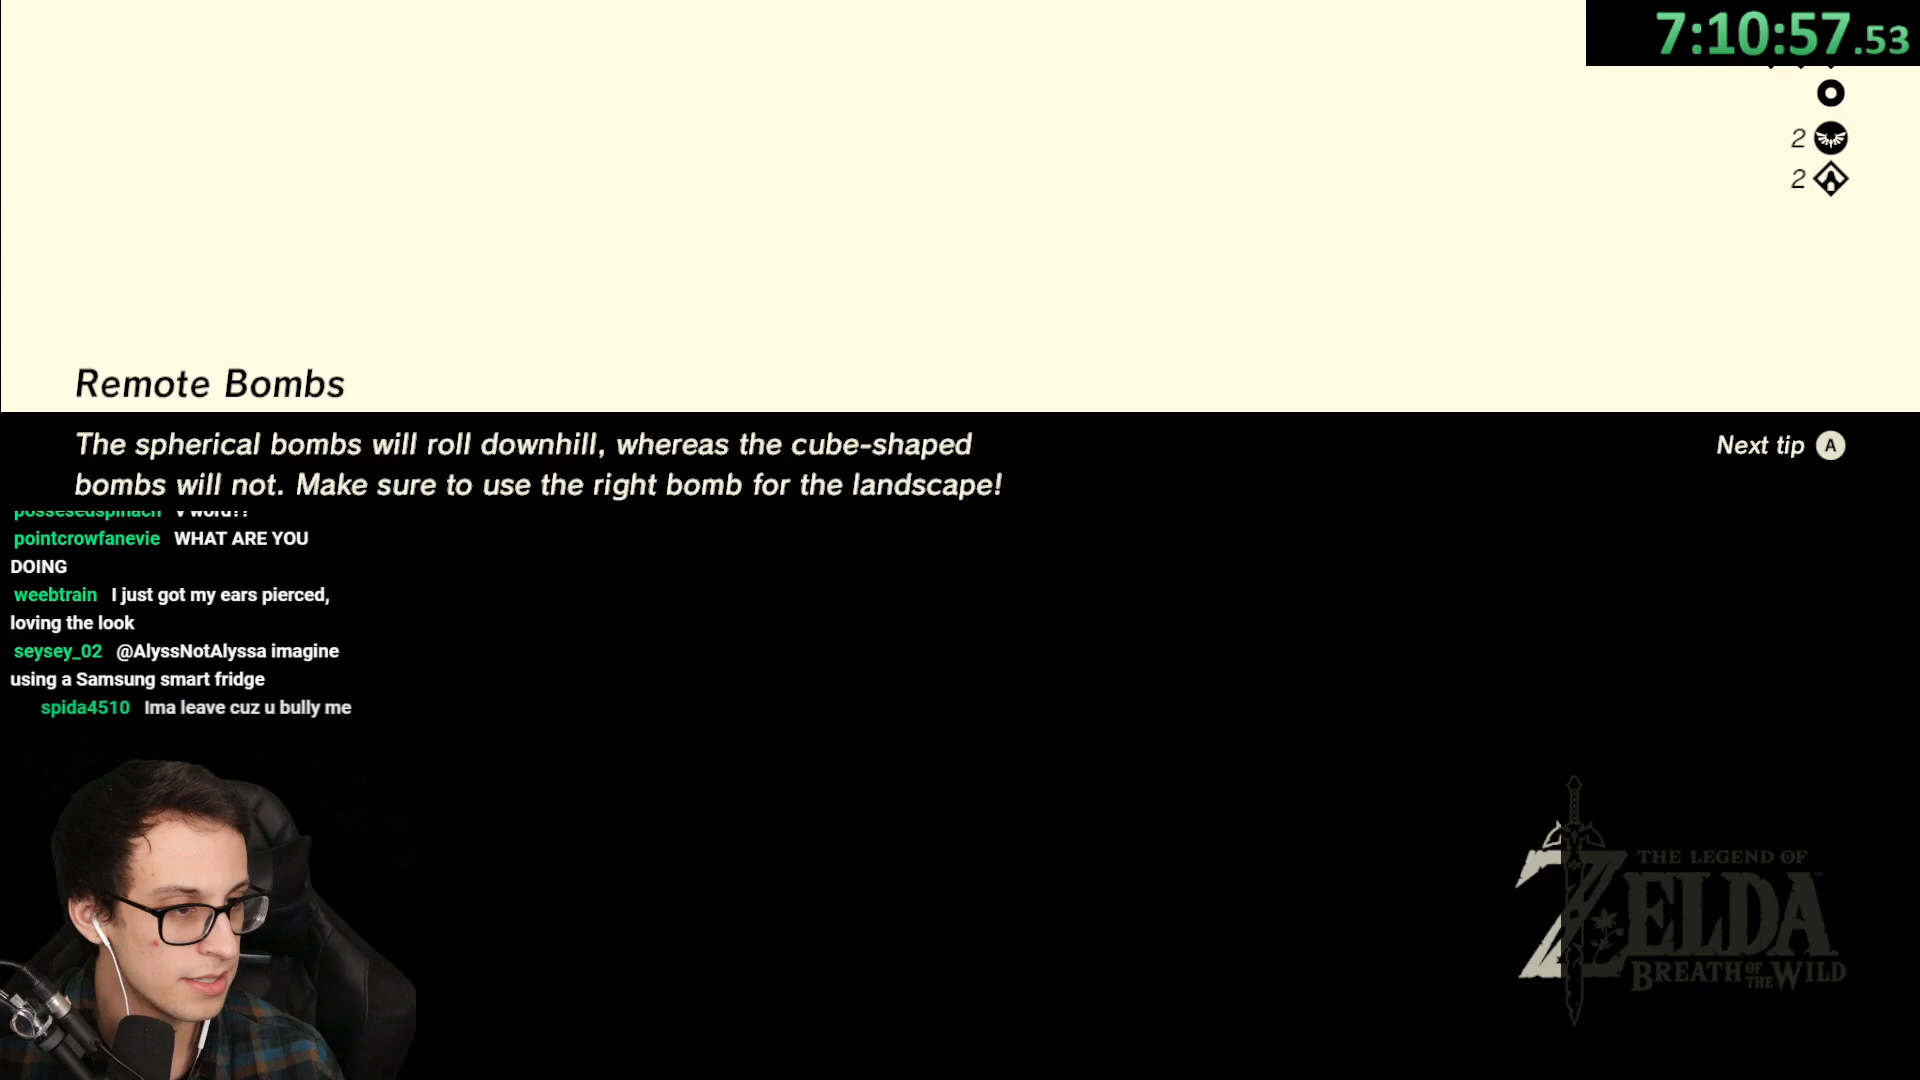 7:10:57.53
2
2
Remote Bombs
The spherical bombs will roll downhill, whereas the cube-shaped
bombs will not. Make sure to use the right bomb for the landscape!
Next tip A
possesedspinach V word??
pointcrowfanevie WHAT ARE YOU
DOING
weebtrain I just got my ears pierced,
loving the look
seysey_02 @AlyssNotAlyssa imagine
using a Samsung smart fridge
spida4510 Ima leave cuz u bully me
THE LEGEND OF
ZELDA
BREATH OF THE WILD